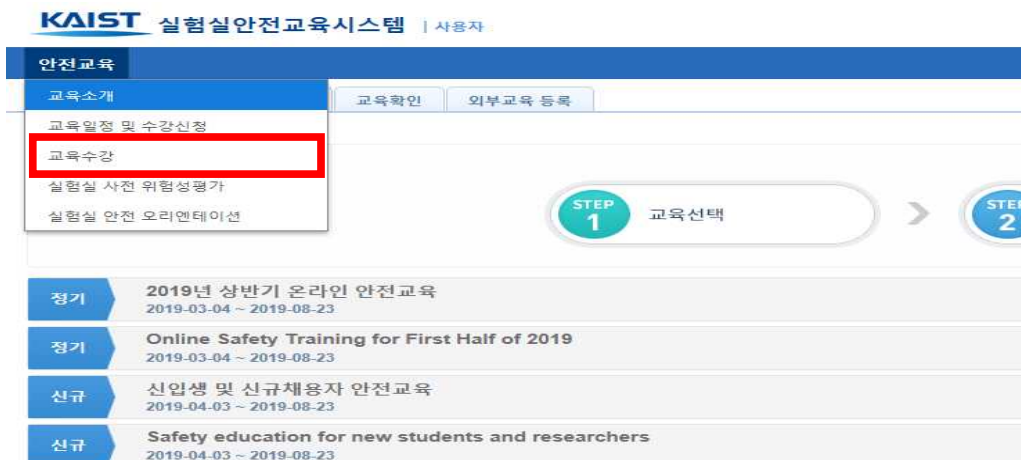 KAIST 실험실안전교육시스템 | 사용자
안전교육
교육소개
교육확인
외부교육 등록
교육일정 및 수강신청
교육수강
실험실 사전 위험성평가
실험실 안전 오리엔테이션
STEP 1
교육선택
STEP 2
정기
2019년 상반기 온라인 안전교육
2019-03-04 ~ 2019-08-23
정기
Online Safety Training for First Half of 2019
2019-03-04 ~ 2019-08-23
신규
신입생 및 신규채용자 안전교육
2019-04-03 ~ 2019-08-23
신규
Safety education for new students and researchers
2019-04-03 ~ 2019-08-23